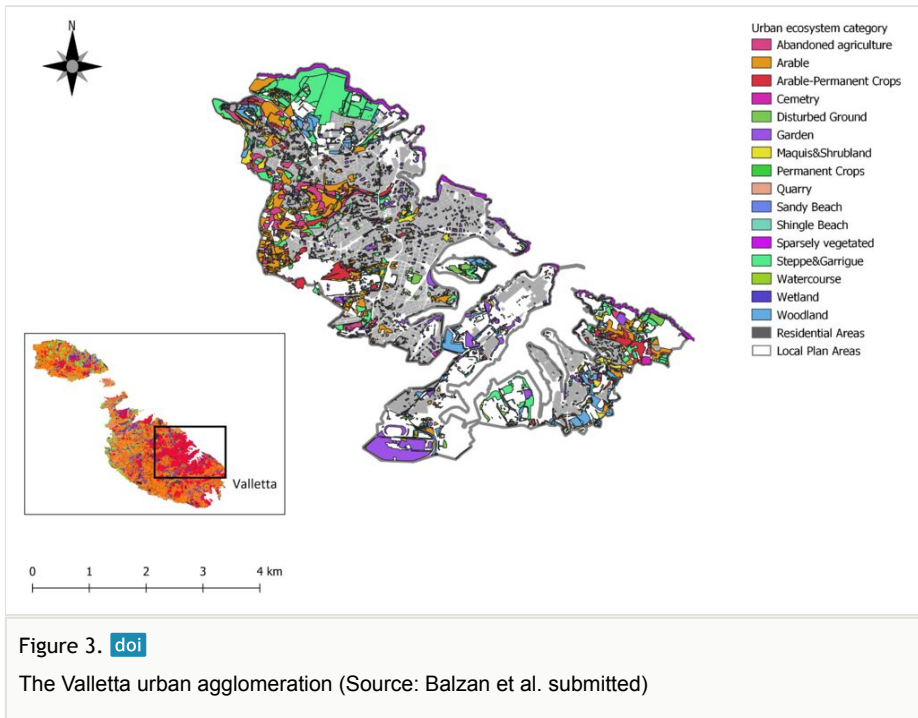 N
Urban ecosystem category
Abandoned agriculture
Arable
Arable-Permanent Crops
Cemetry
Disturbed Ground
Garden
Maquis&Shrubland
Permanent Crops
Quarry
Sandy Beach
Shingle Beach
Sparsely vegetated
Steppe&Garrigue
Watercourse
Wetland
Woodland
Residential Areas
Local Plan Areas
Valletta
0 1 2 3 4 km
Figure 3. doi
The Valletta urban agglomeration (Source: Balzan et al. submitted)